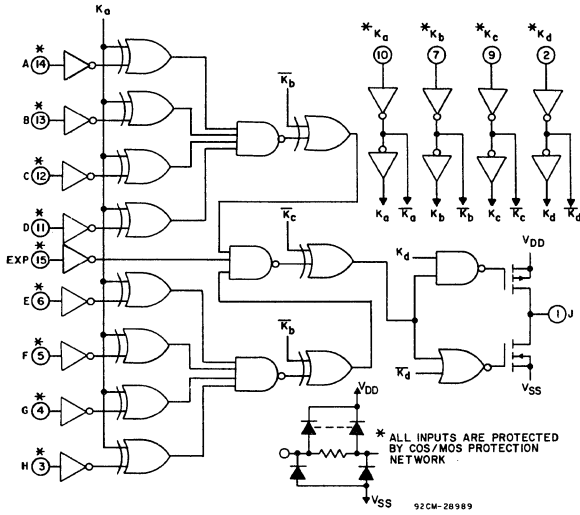 Ka
* A 14
* B 13
* C 12
* D 11
EXP * 15
* E 6
* F 5
* G 4
* H 3
K̅b̅
K̅c̅
K̅b̅
*Ka
10
*Kb
7
*Kc
9
*Kd
2
Ka K̅a̅ Kb K̅b̅ Kc K̅c̅ Kd K̅d̅
Kd
K̅d̅
VDD
1 J
VSS
VDD
VSS
* ALL INPUTS ARE PROTECTED
BY COS/MOS PROTECTION
NETWORK
92CM-28989